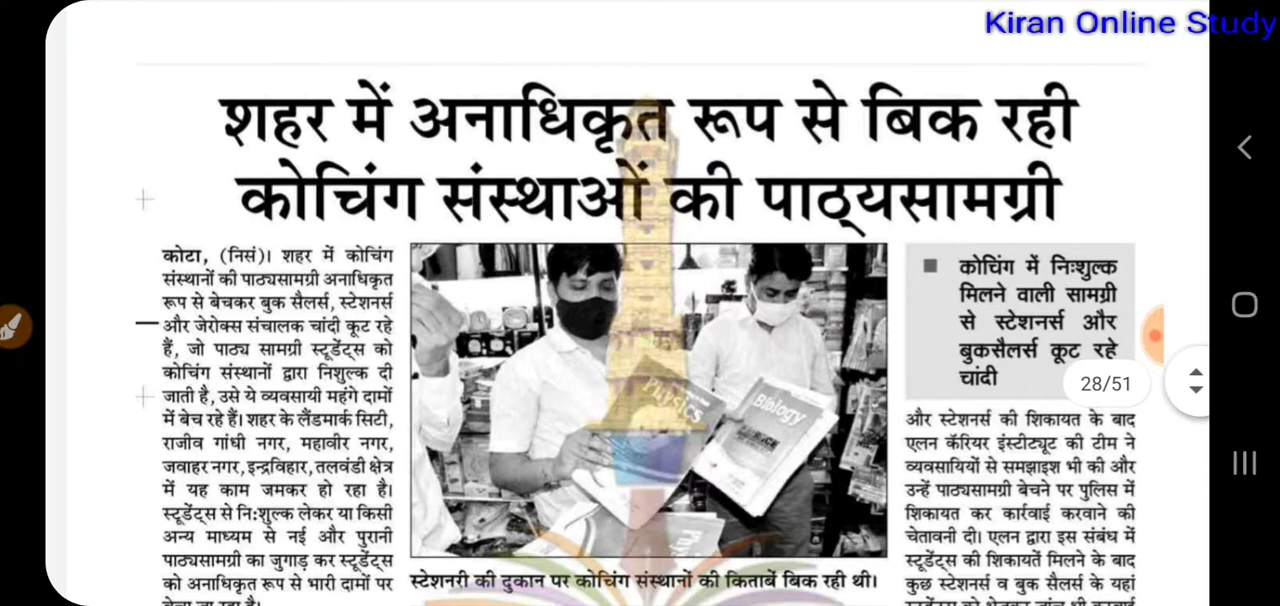 Kiran Online Study
शहर में अनाधिकृत रूप से बिक रही
कोचिंग संस्थाओं की पाठ्यसामग्री
कोटा, (निसं)। शहर में कोचिंग
संस्थानों की पाठ्यसामग्री अनाधिकृत
रूप से बेचकर बुक सैलर्स, स्टेशनर्स
और जेरोक्स संचालक चांदी कूट रहे
हैं, जो पाठ्य सामग्री स्टूडेंट्स को
कोचिंग संस्थानों द्वारा निशुल्क दी
जाती है, उसे ये व्यवसायी महंगे दामों
में बेच रहे हैं। शहर के लैंडमार्क सिटी,
राजीव गांधी नगर, महावीर नगर,
जवाहर नगर, इन्द्रविहार, तलवंडी क्षेत्र
में यह काम जमकर हो रहा है।
स्टूडेंट्स से नि:शुल्क लेकर या किसी
अन्य माध्यम से नई और पुरानी
पाठ्यसामग्री का जुगाड़ कर स्टूडेंट्स
को अनाधिकृत रूप से भारी दामों पर
Physics
Biology
स्टेशनरी की दुकान पर कोचिंग संस्थानों की किताबें बिक रही थी।
■ कोचिंग में निःशुल्क
मिलने वाली सामग्री
से स्टेशनर्स और
बुकसैलर्स कूट रहे
चांदी
28/51
और स्टेशनर्स की शिकायत के बाद
एलन कॅरियर इंस्टीट्यूट की टीम ने
व्यवसायियों से समझाइश भी की और
उन्हें पाठ्यसामग्री बेचने पर पुलिस में
शिकायत कर कार्रवाई करवाने की
चेतावनी दी। एलन द्वारा इस संबंध में
स्टूडेंट्स की शिकायतें मिलने के बाद
कुछ स्टेशनर्स व बुक सैलर्स के यहां